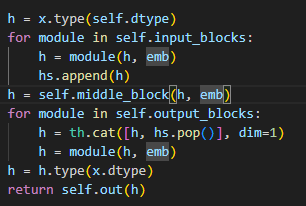 h = x.type(self.dtype)
for module in self.input_blocks:
    h = module(h, emb)
    hs.append(h)
h = self.middle_block(h, emb)
for module in self.output_blocks:
    h = th.cat([h, hs.pop()], dim=1)
    h = module(h, emb)
h = h.type(x.dtype)
return self.out(h)